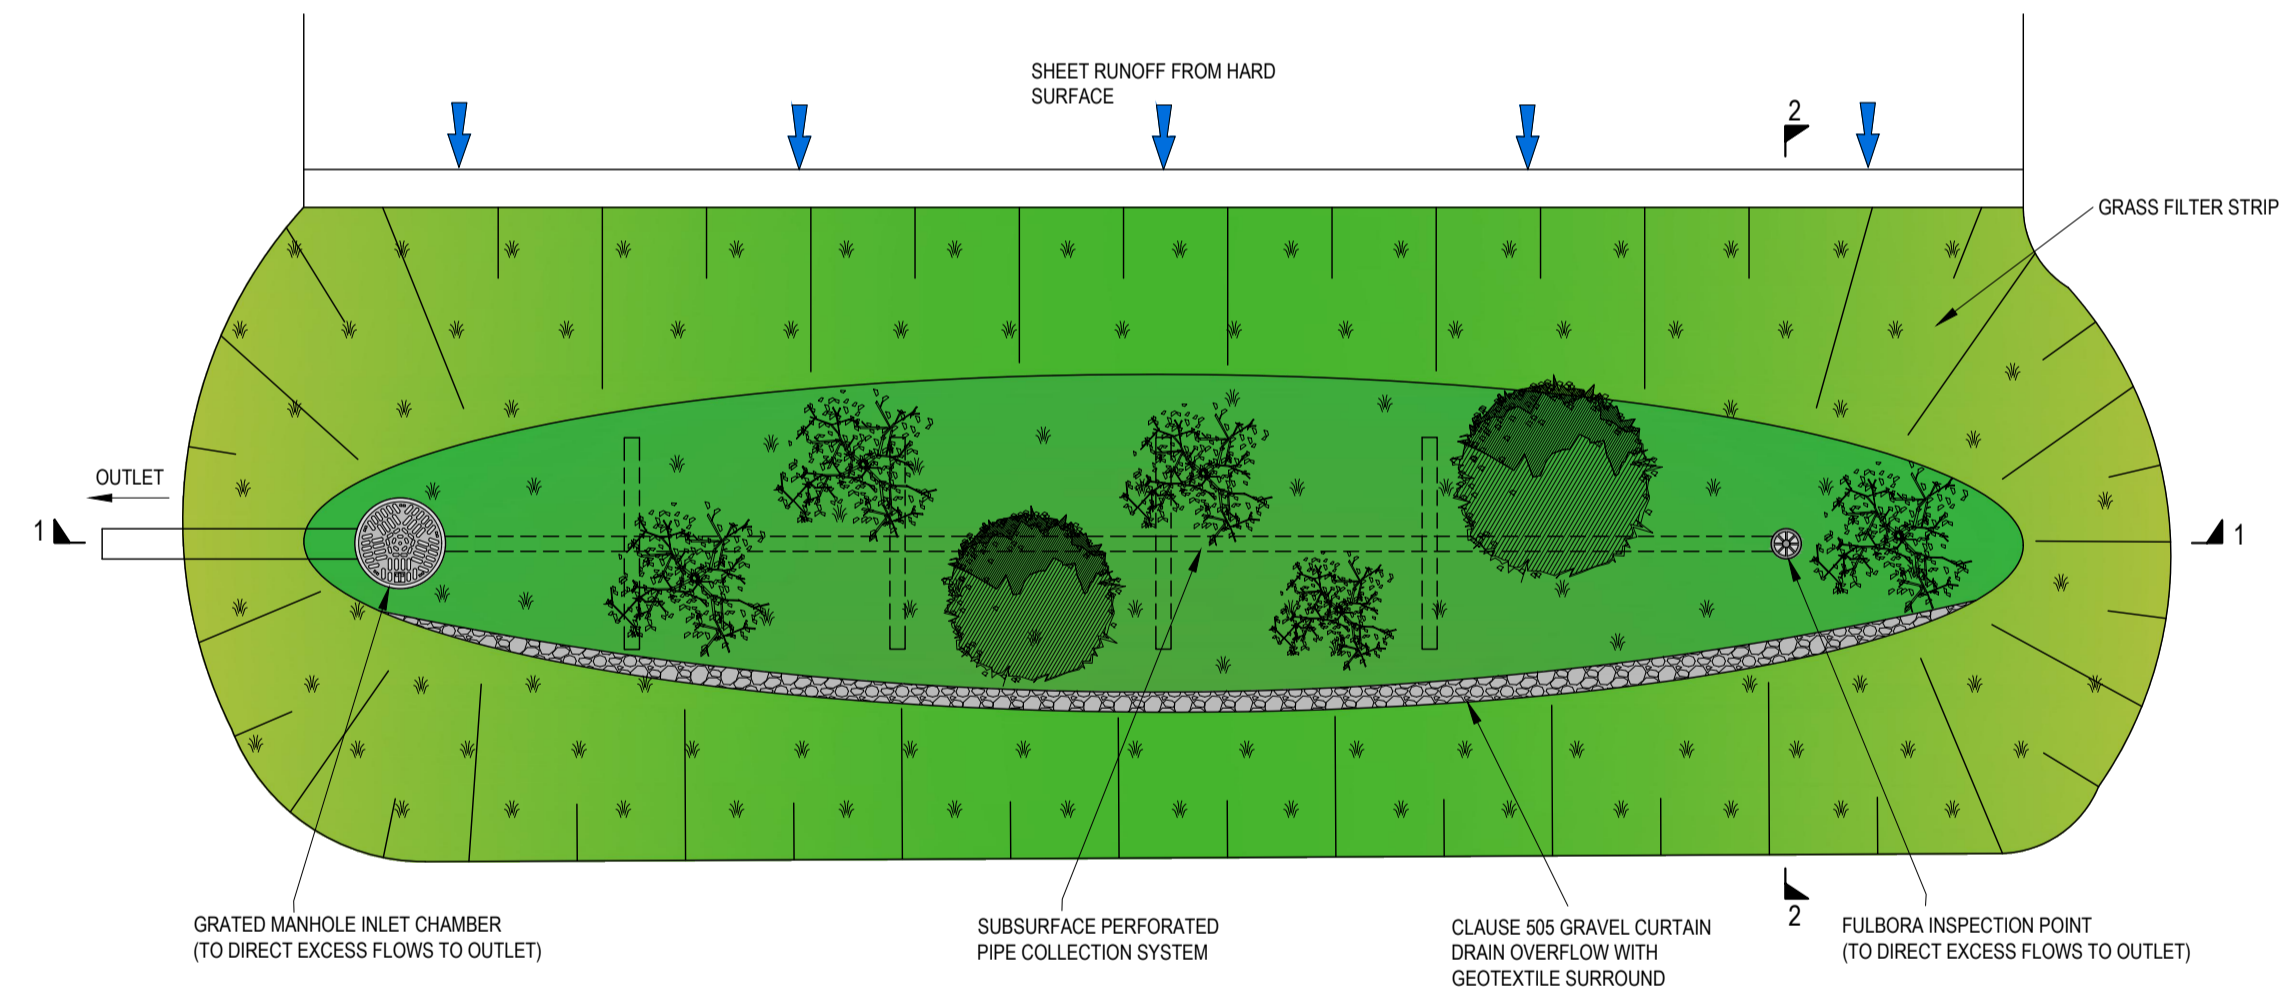 SHEET RUNOFF FROM HARD
SURFACE
2
GRASS FILTER STRIP
OUTLET
1
1
GRATED MANHOLE INLET CHAMBER
(TO DIRECT EXCESS FLOWS TO OUTLET)
SUBSURFACE PERFORATED
PIPE COLLECTION SYSTEM
CLAUSE 505 GRAVEL CURTAIN
DRAIN OVERFLOW WITH
GEOTEXTILE SURROUND
2
FULBORA INSPECTION POINT
(TO DIRECT EXCESS FLOWS TO OUTLET)